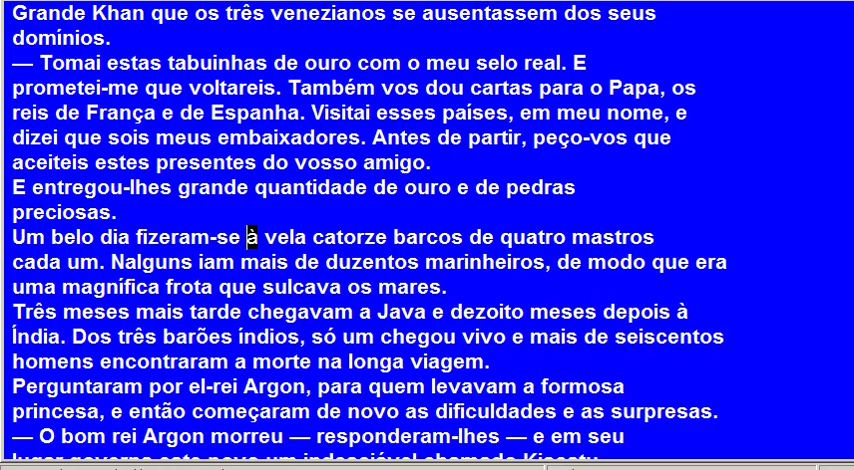 Grande Khan que os três venezianos se ausentassem dos seus
domínios.
— Tomai estas tabuinhas de ouro com o meu selo real. E
prometei-me que voltareis. Também vos dou cartas para o Papa, os
reis de França e de Espanha. Visitai esses países, em meu nome, e
dizei que sois meus embaixadores. Antes de partir, peço-vos que
aceiteis estes presentes do vosso amigo.
E entregou-lhes grande quantidade de ouro e de pedras
preciosas.
Um belo dia fizeram-se à vela catorze barcos de quatro mastros
cada um. Nalguns iam mais de duzentos marinheiros, de modo que era
uma magnífica frota que sulcava os mares.
Três meses mais tarde chegavam a Java e dezoito meses depois à
Índia. Dos três barões índios, só um chegou vivo e mais de seiscentos
homens encontraram a morte na longa viagem.
Perguntaram por el-rei Argon, para quem levavam a formosa
princesa, e então começaram de novo as dificuldades e as surpresas.
— O bom rei Argon morreu — responderam-lhes — e em seu
lugar governa este povo um indesejável chamado